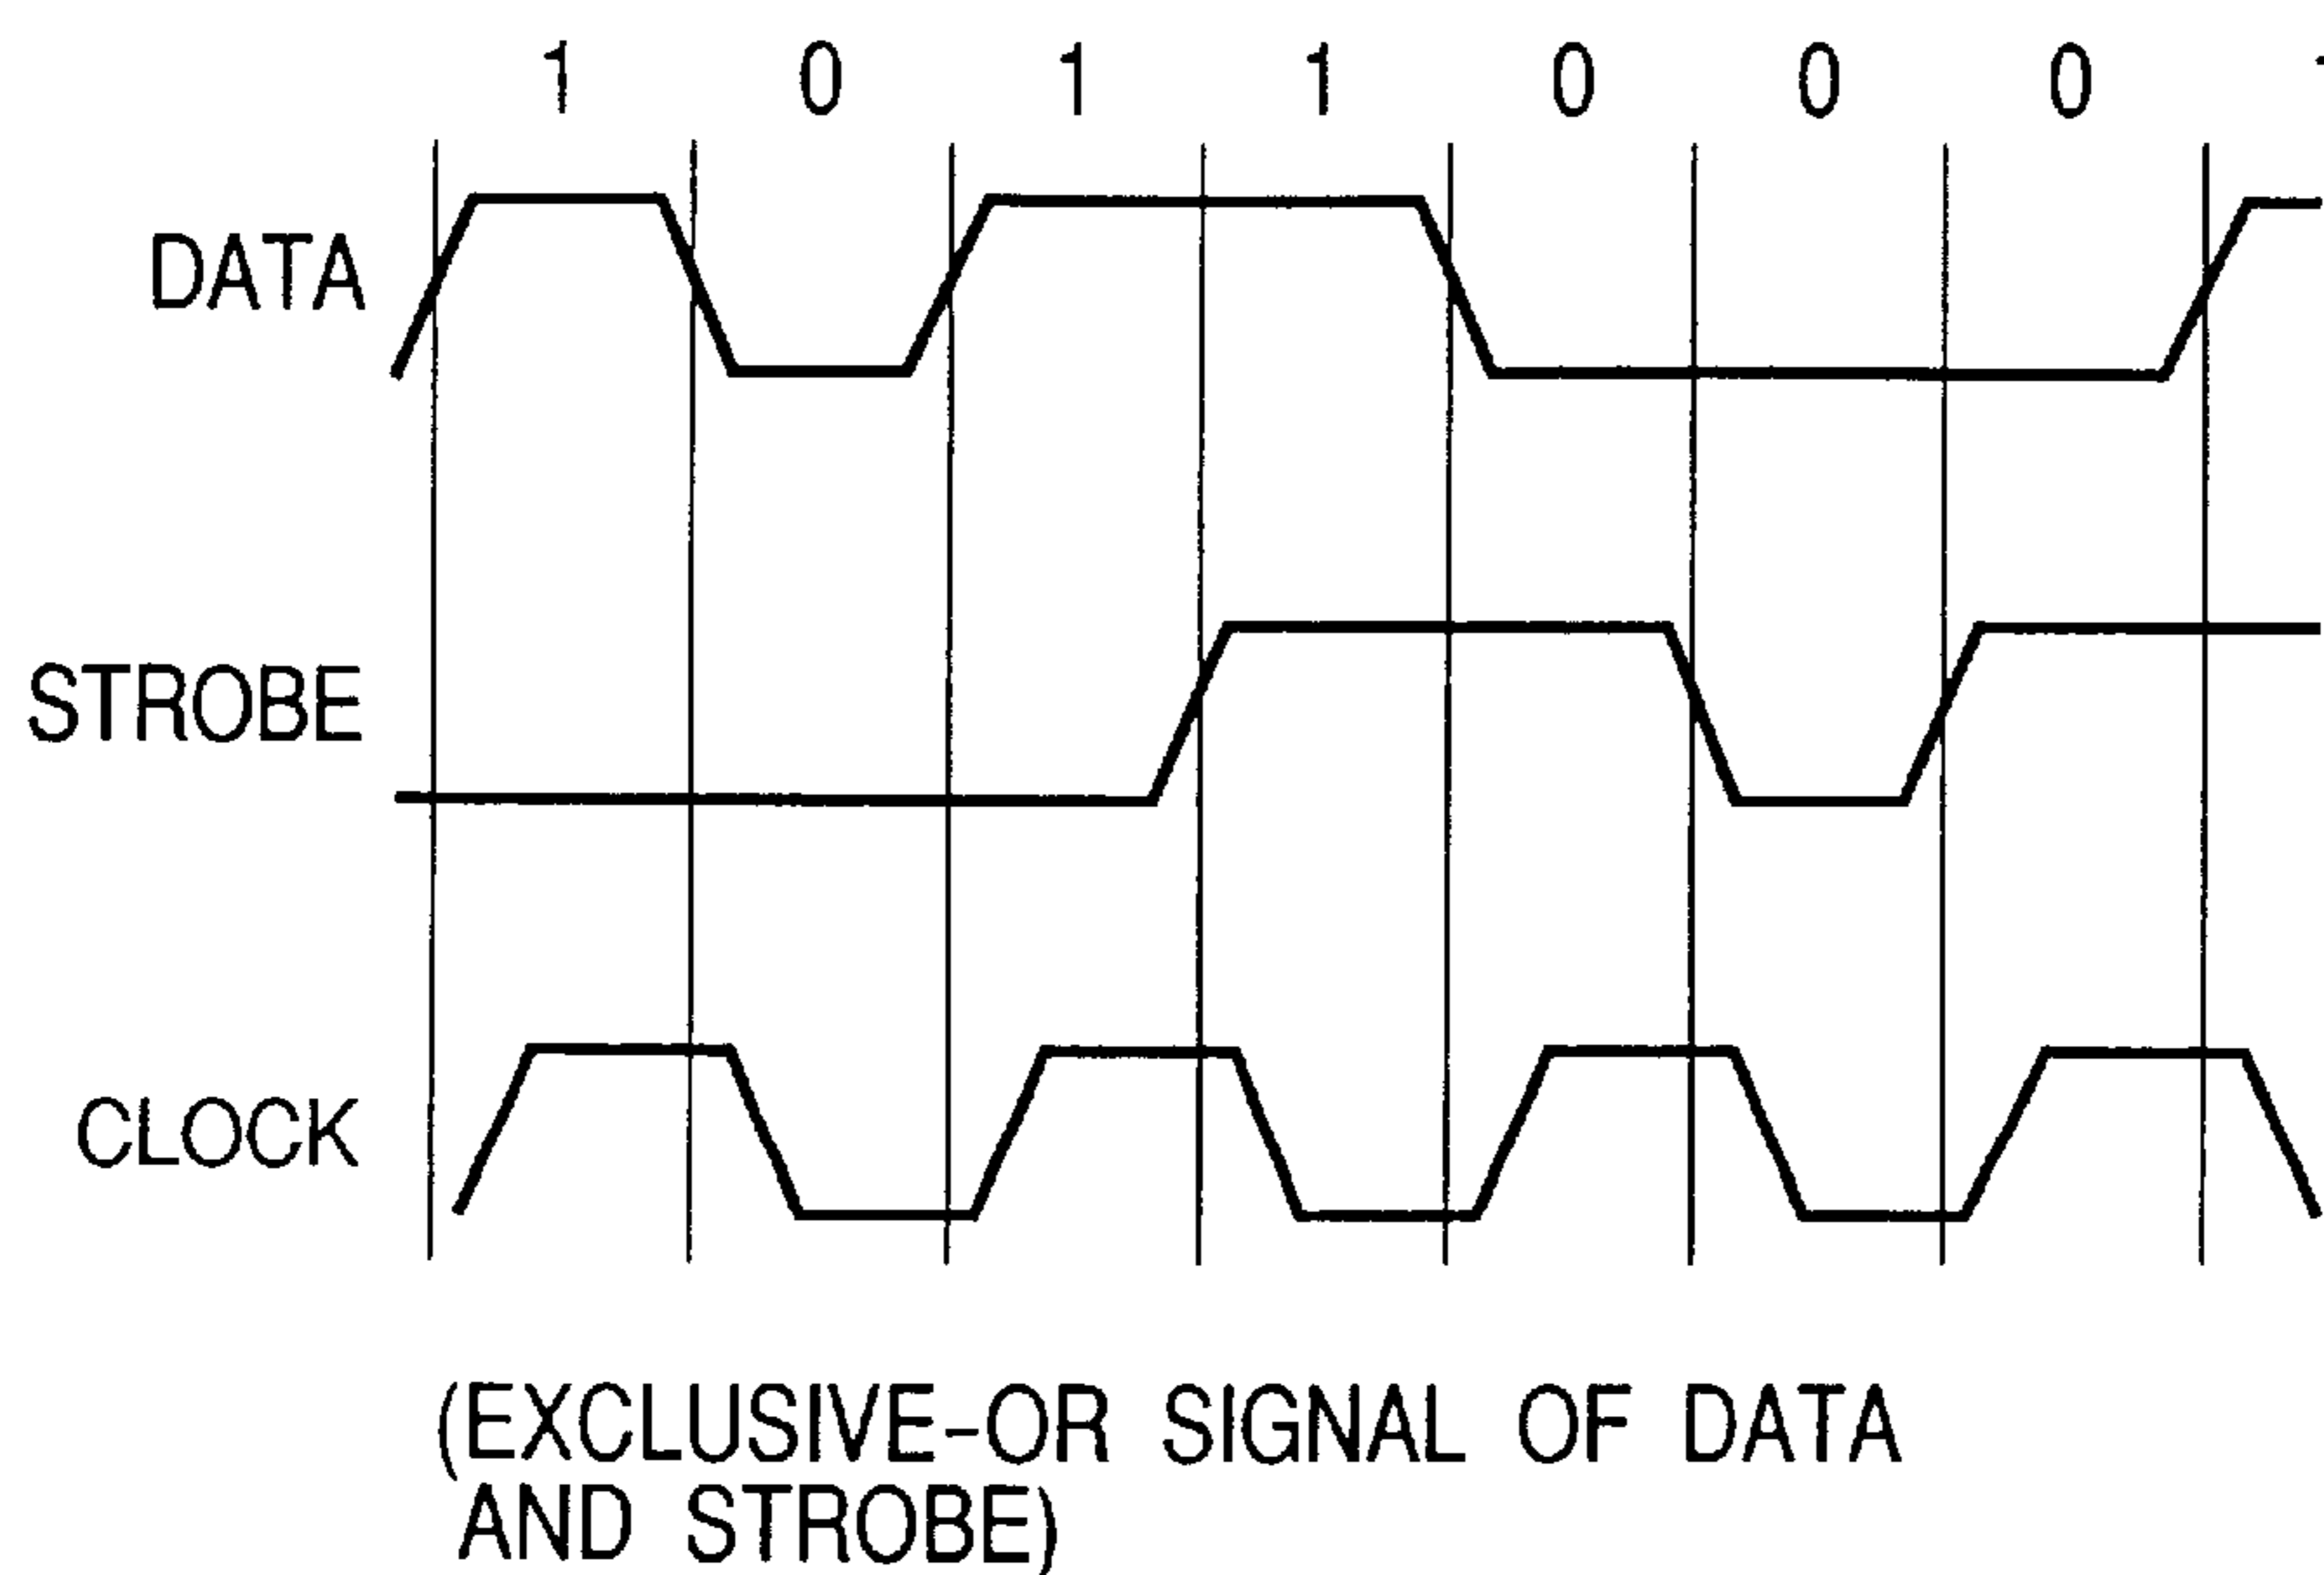 1 0 1 1 0 0 0
DATA
STROBE
CLOCK
(EXCLUSIVE-OR SIGNAL OF DATA
AND STROBE)